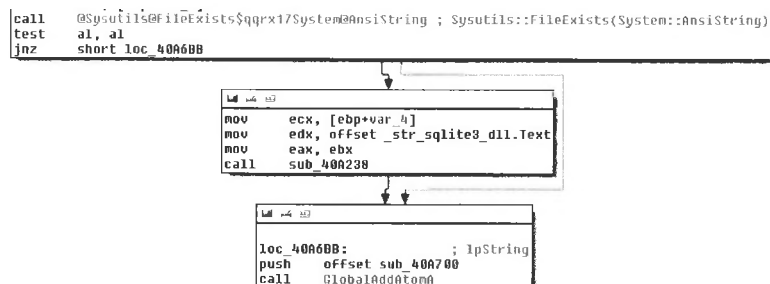 call    @Sysutils@FileExists$qqrx17System@AnsiString ; Sysutils::FileExists(System::AnsiString)
test    al, al
jnz     short loc_40A6BB
mov     ecx, [ebp+var_4]
mov     edx, offset _str_sqlite3_dll.Text
mov     eax, ebx
call    sub_40A238
loc_40A6BB:             ; lpString
push    offset sub_40A700
call    GlobalAddAtomA